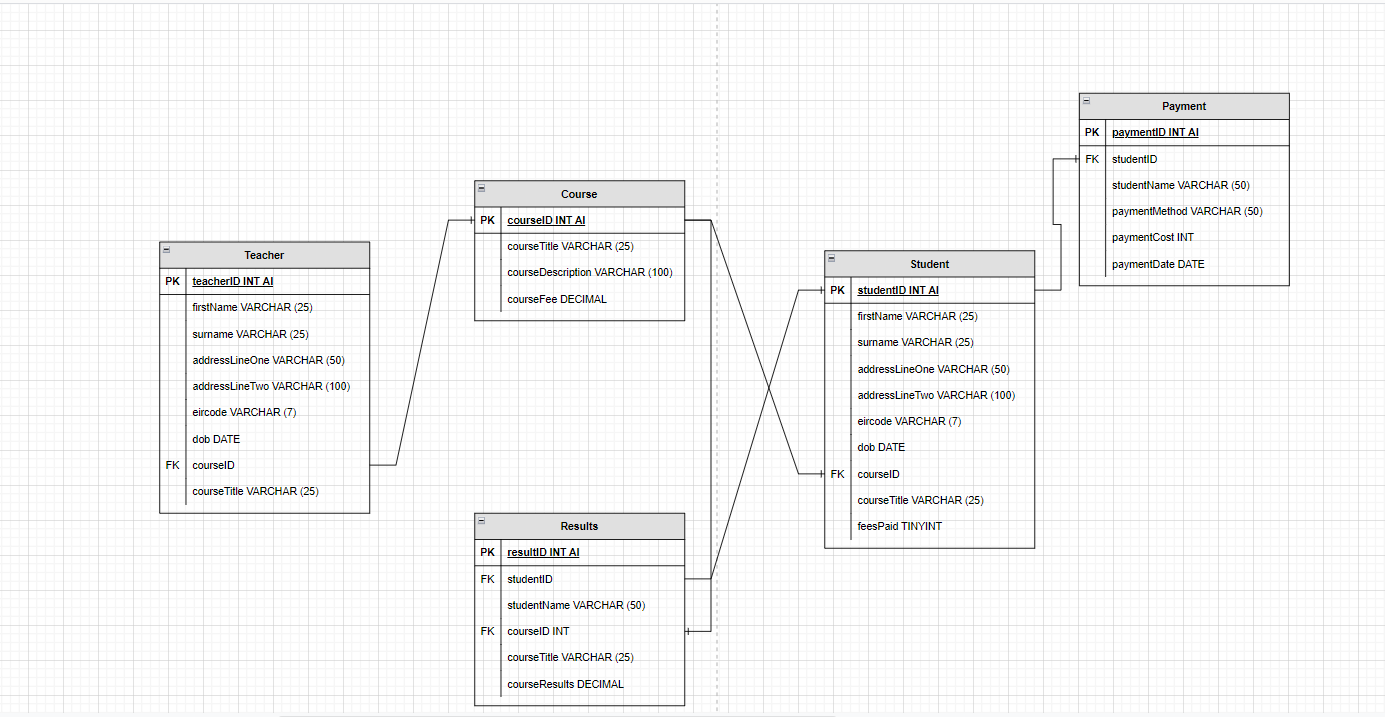 Payment
PK paymentID INT AI
FK studentID
studentName VARCHAR (50)
paymentMethod VARCHAR (50)
paymentCost INT
paymentDate DATE
Course
PK courseID INT AI
courseTitle VARCHAR (25)
courseDescription VARCHAR (100)
courseFee DECIMAL
Teacher
PK teacherID INT AI
firstName VARCHAR (25)
surname VARCHAR (25)
addressLineOne VARCHAR (50)
addressLineTwo VARCHAR (100)
eircode VARCHAR (7)
dob DATE
FK courseID
courseTitle VARCHAR (25)
Student
PK studentID INT AI
firstName VARCHAR (25)
surname VARCHAR (25)
addressLineOne VARCHAR (50)
addressLineTwo VARCHAR (100)
eircode VARCHAR (7)
dob DATE
FK courseID
courseTitle VARCHAR (25)
feesPaid TINYINT
Results
PK resultID INT AI
FK studentID
studentName VARCHAR (50)
FK courseID INT
courseTitle VARCHAR (25)
courseResults DECIMAL